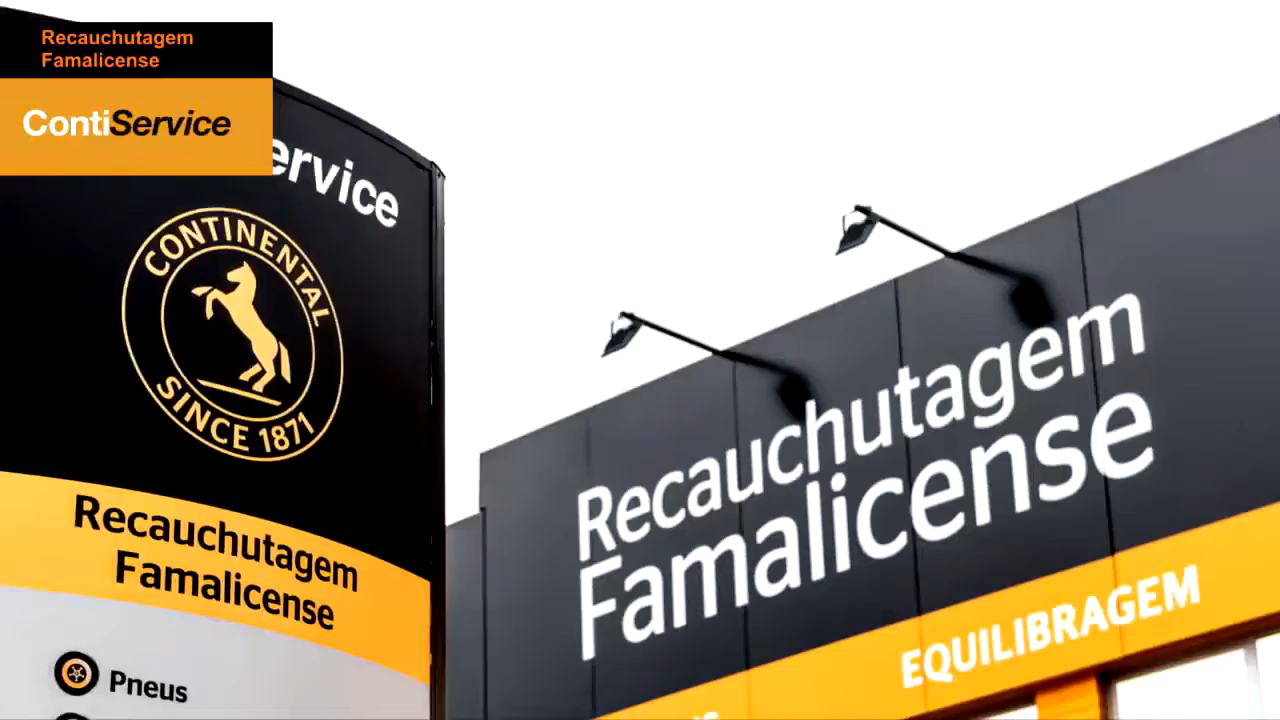 Recauchutagem
Famalicense
ContiService
ervice
CONTINENTAL
SINCE 1871
Recauchutagem
Famalicense
Pneus
Recauchutagem
Famalicense
EQUILIBRAGEM